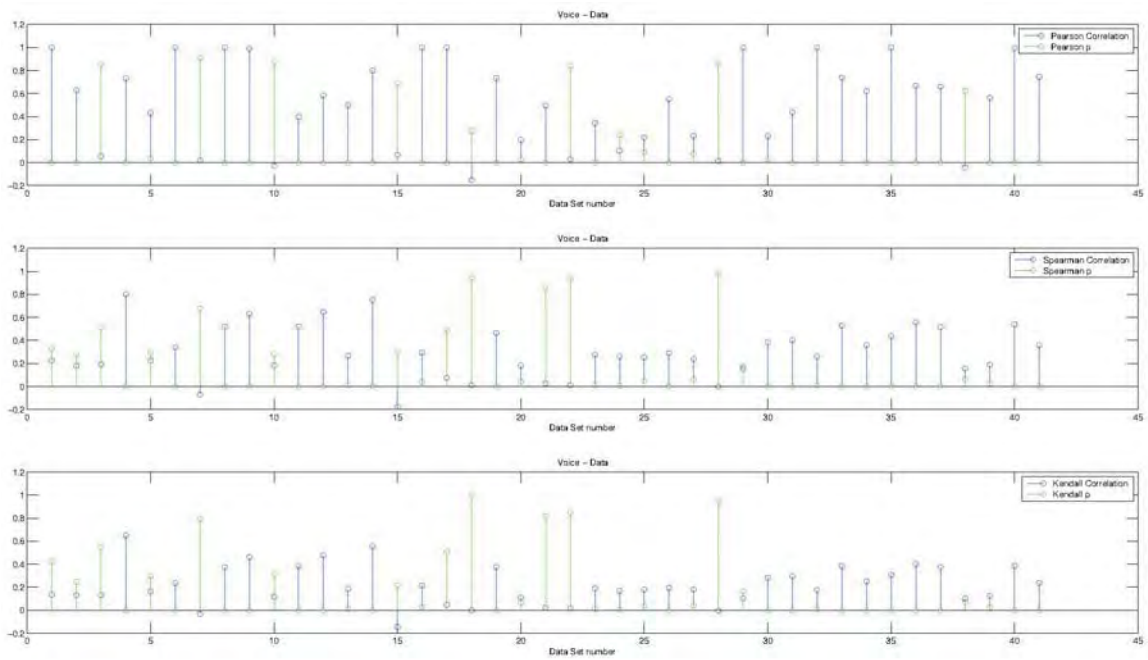 Voice - Data
1.2
1
0.8
0.6
0.4
0.2
0
-0.2
Pearson Correlation
Pearson p
0 5 10 15 20 25 30 35 40 45
Data Set number
Voice - Data
1.2
1
0.8
0.6
0.4
0.2
0
-0.2
Spearman Correlation
Spearman p
0 5 10 15 20 25 30 35 40 45
Data Set number
Voice - Data
1.2
1
0.8
0.6
0.4
0.2
0
-0.2
Kendall Correlation
Kendall p
0 5 10 15 20 25 30 35 40 45
Data Set number